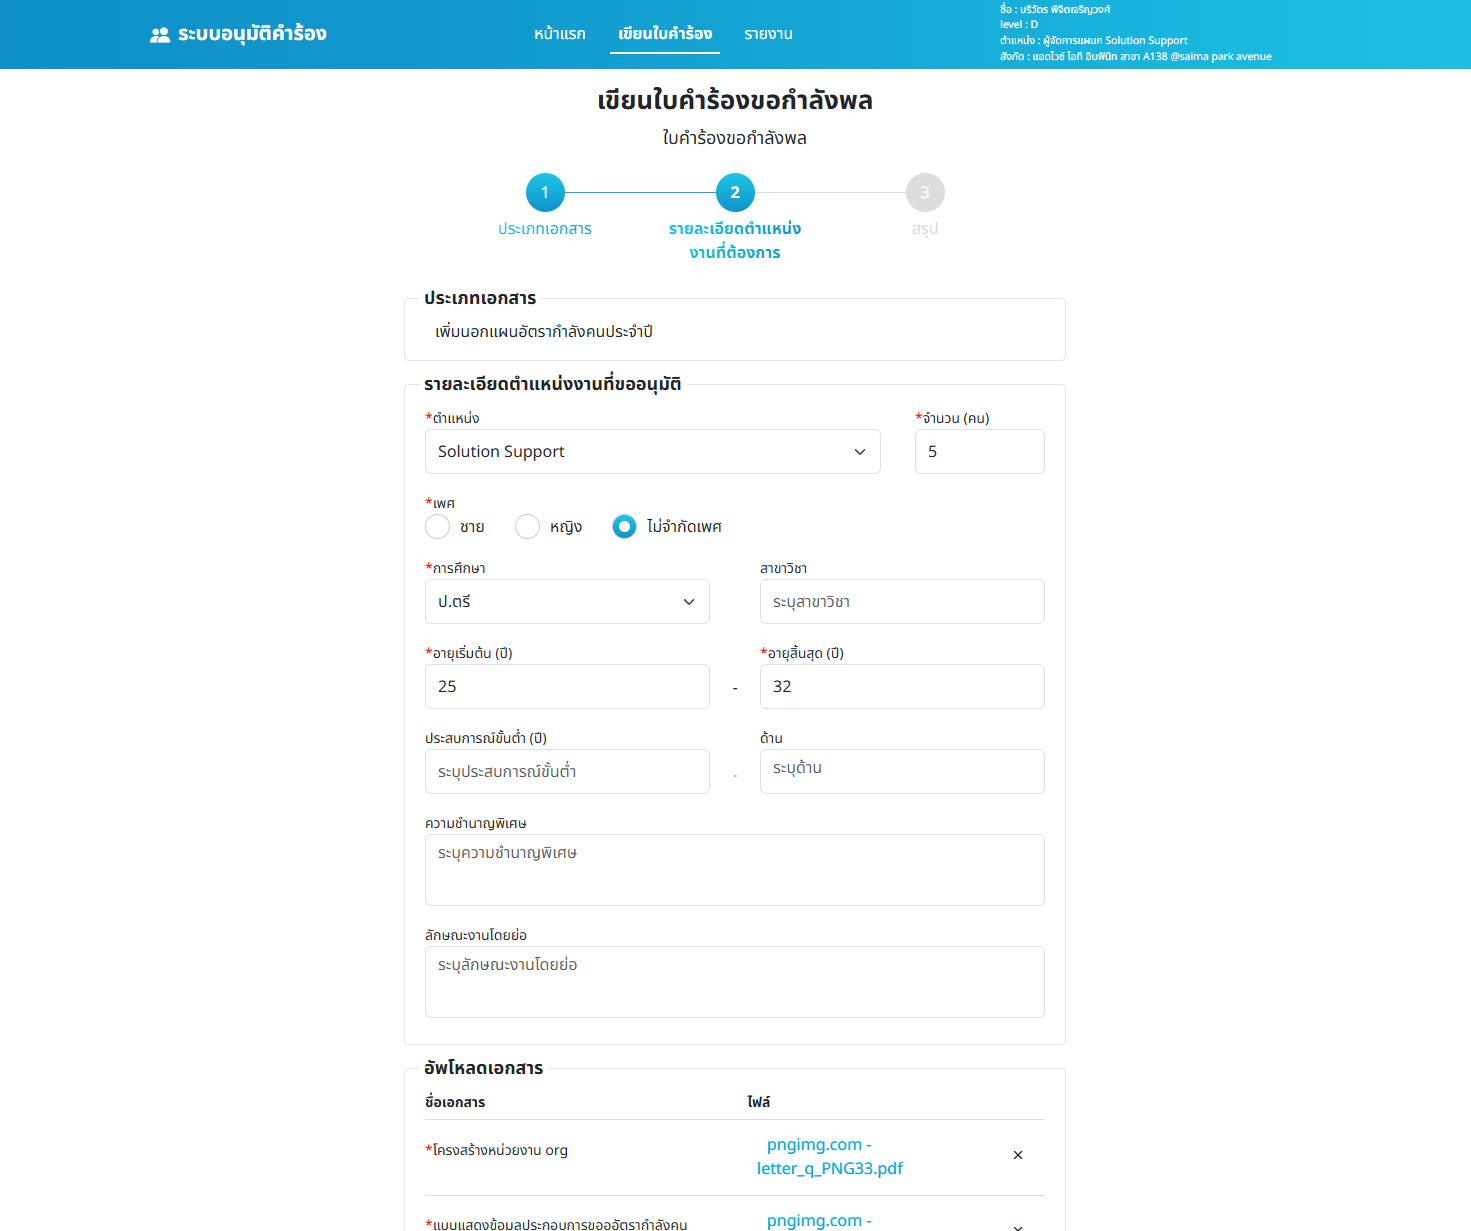 ระบบอนุมัติคำร้อง
หน้าแรก
เขียนใบคำร้อง
รายงาน
ชื่อ : บริวัตร พิจิตเจริญวงศ์
level : D
ตำแหน่ง : ผู้จัดการแผนก Solution Support
สังกัด : แอดไวซ์ ไอที อินฟินิท สาขา A138 @saima park avenue
เขียนใบคำร้องขอกำลังพล
ใบคำร้องขอกำลังพล
1
2
3
ประเภทเอกสาร
รายละเอียดตำแหน่ง
งานที่ต้องการ
สรุป
ประเภทเอกสาร
เพิ่มนอกแผนอัตรากำลังคนประจำปี
รายละเอียดตำแหน่งงานที่ขออนุมัติ
*ตำแหน่ง
*จำนวน (คน)
Solution Support
5
*เพศ
ชาย
หญิง
ไม่จำกัดเพศ
*การศึกษา
สาขาวิชา
ป.ตรี
ระบุสาขาวิชา
*อายุเริ่มต้น (ปี)
*อายุสิ้นสุด (ปี)
25
-
32
ประสบการณ์ขั้นต่ำ (ปี)
ด้าน
ระบุประสบการณ์ขั้นต่ำ
.
ระบุด้าน
ความชำนาญพิเศษ
ระบุความชำนาญพิเศษ
ลักษณะงานโดยย่อ
ระบุลักษณะงานโดยย่อ
อัพโหลดเอกสาร
ชื่อเอกสาร
ไฟล์
*โครงสร้างหน่วยงาน org
pngimg.com -
letter_q_PNG33.pdf
*แบบแสดงข้อมูลประกอบการขออัตรากำลังคน
pngimg.com -